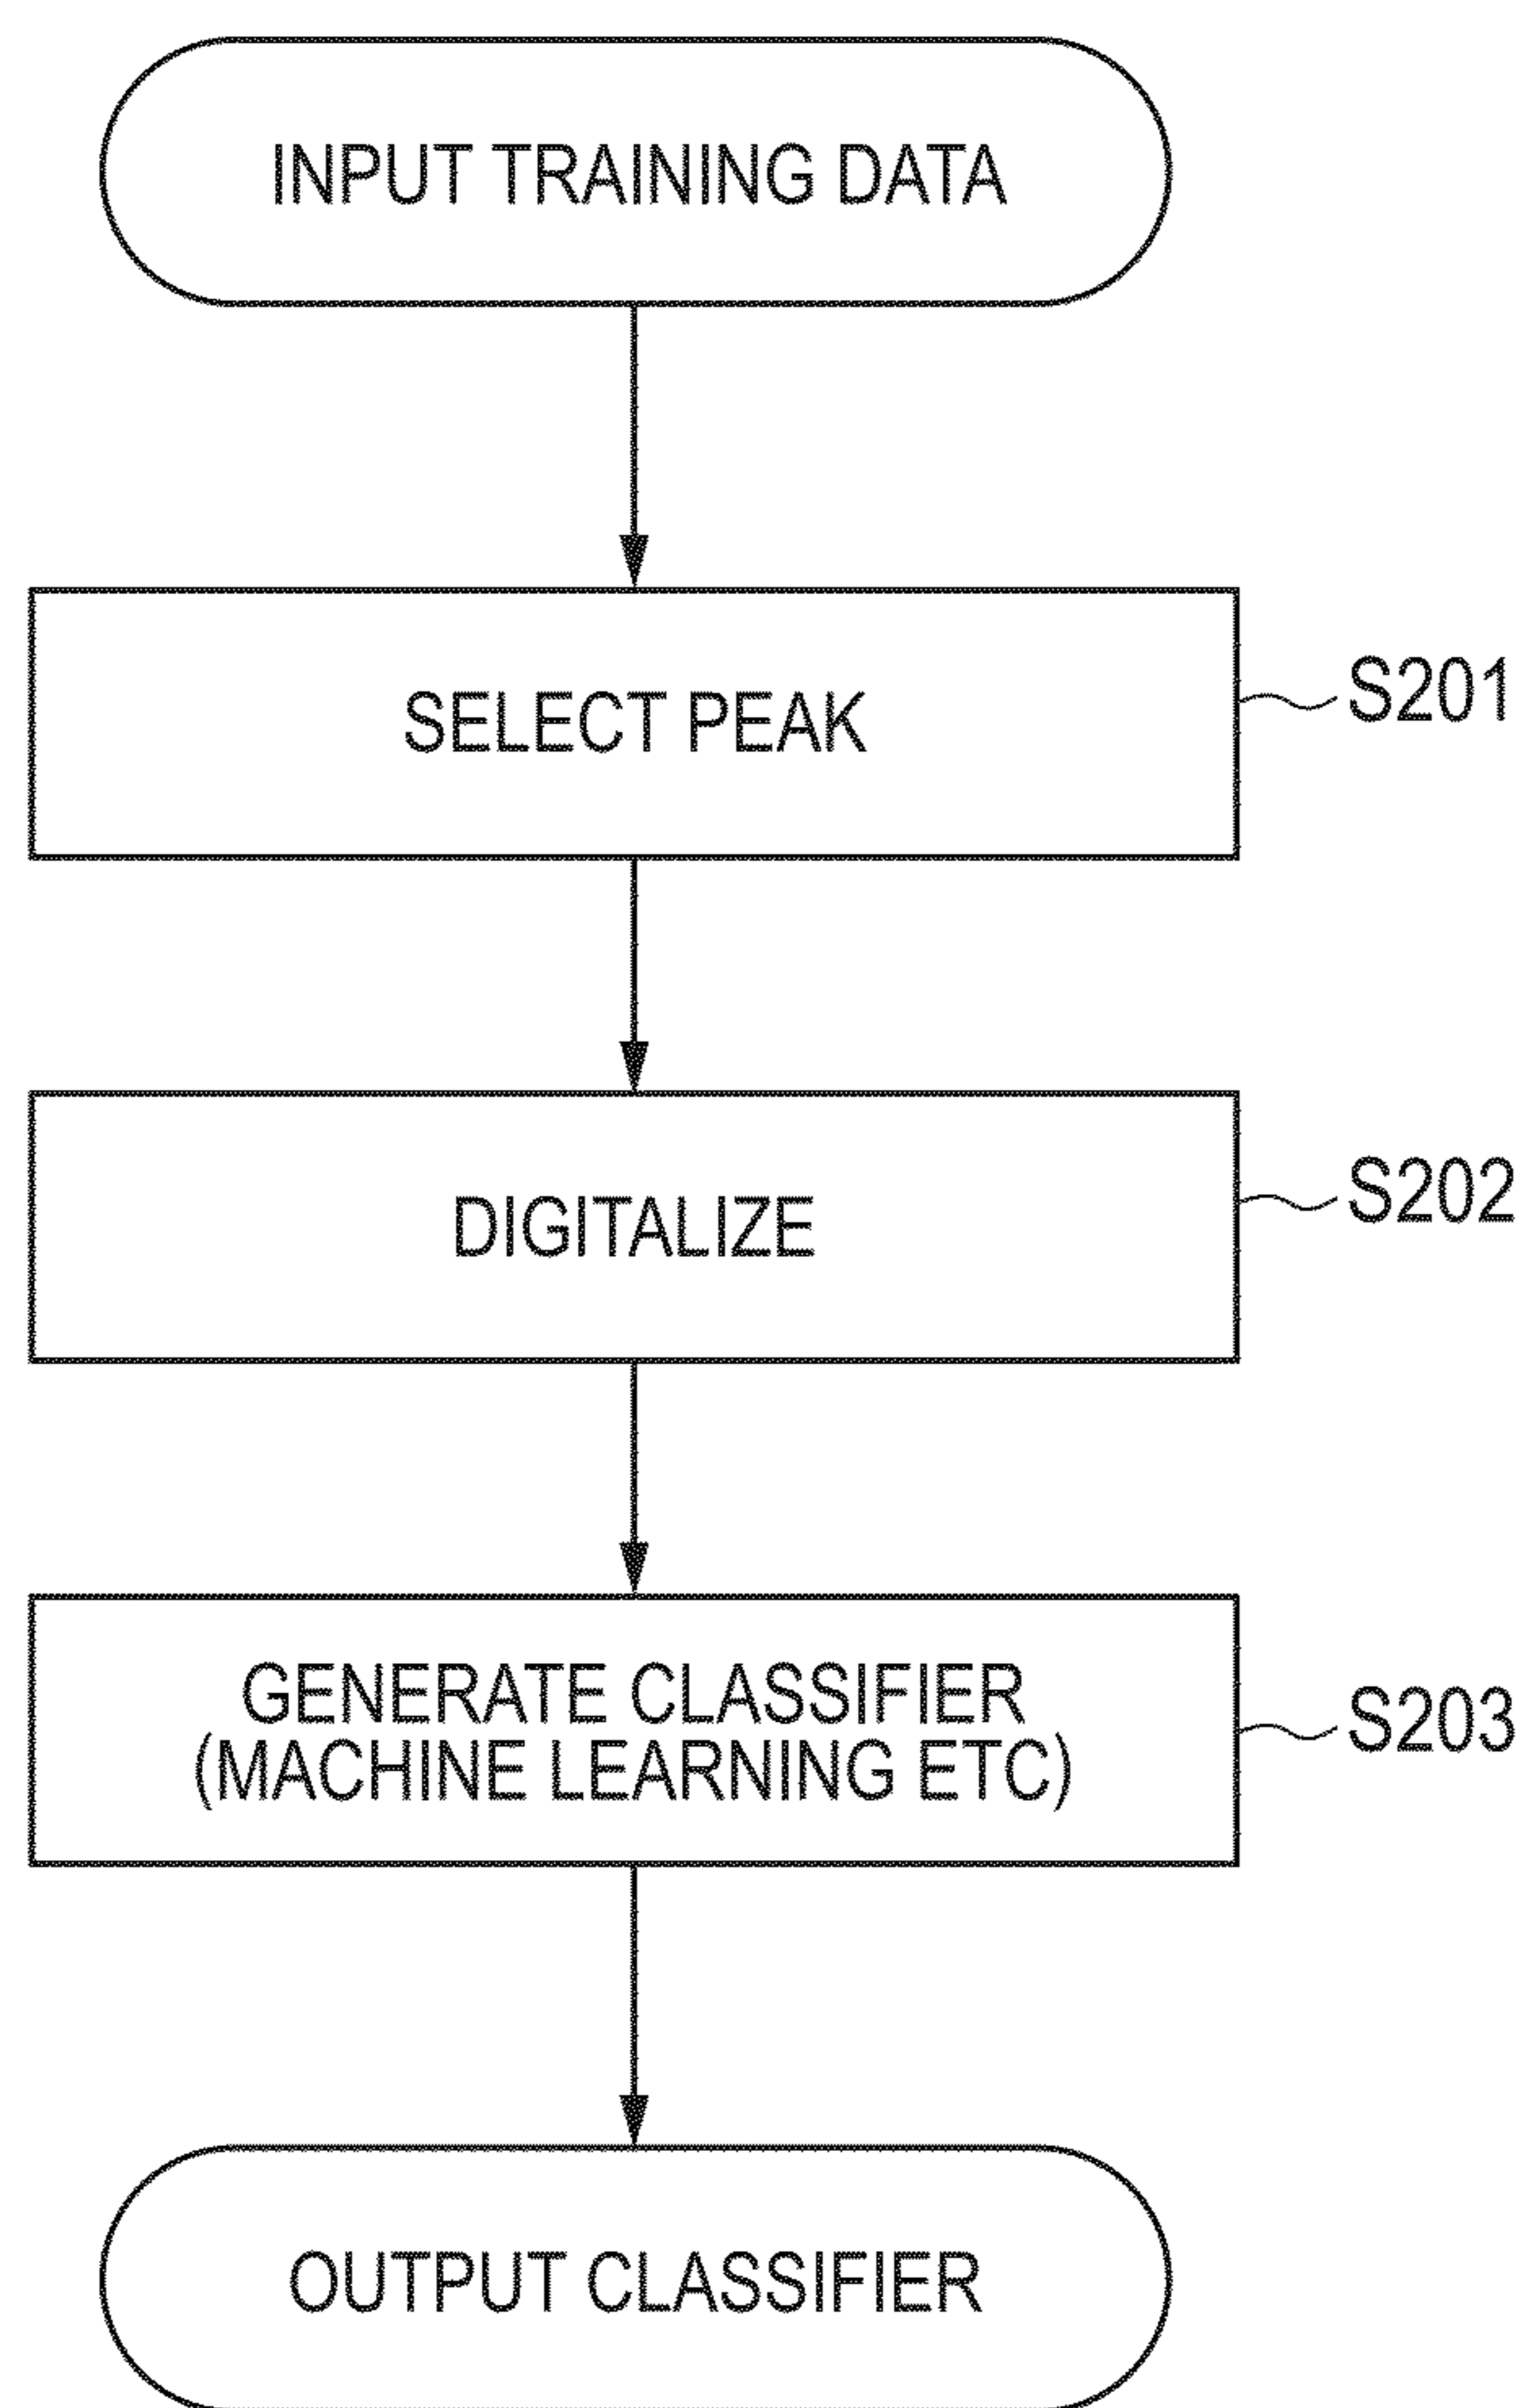 INPUT TRAINING DATA
SELECT PEAK
S201
DIGITALIZE
S202
GENERATE CLASSIFIER
(MACHINE LEARNING ETC)
S203
OUTPUT CLASSIFIER